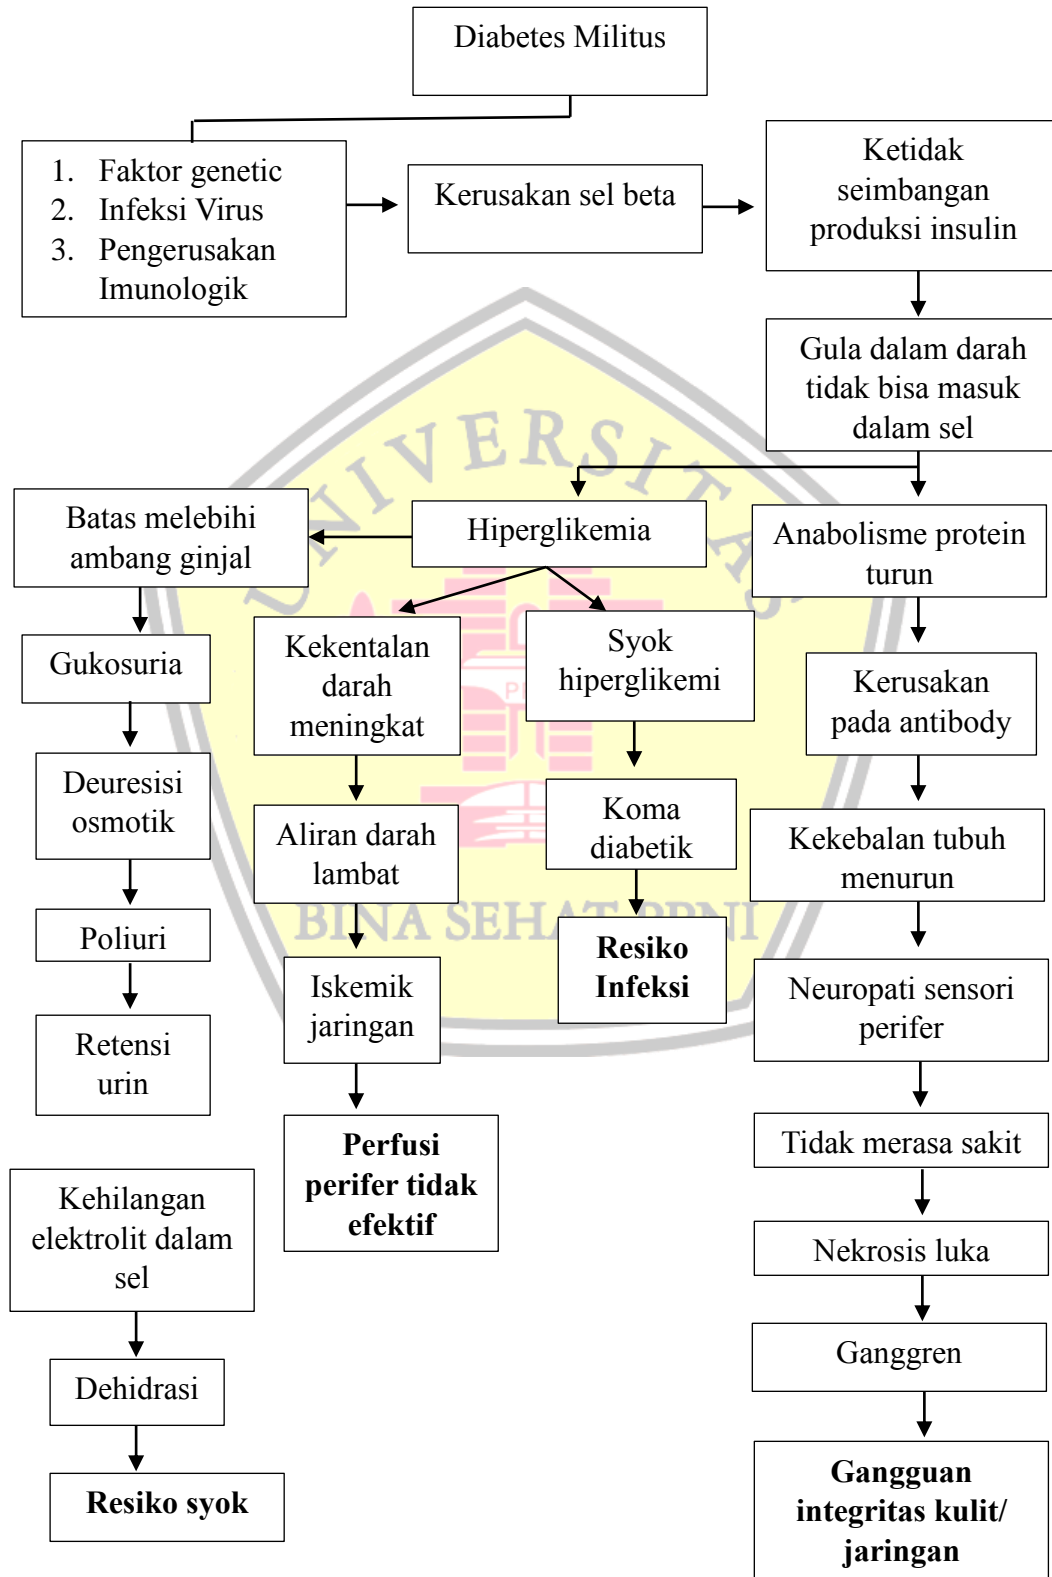 Diabetes Militus
1. Faktor genetic
2. Infeksi Virus
3. Pengerusakan
Imunologik
Kerusakan sel beta
Ketidak
seimbangan
produksi insulin
Gula dalam darah
tidak bisa masuk
dalam sel
UNIVERSITAS
Batas melebihi
ambang ginjal
Hiperglikemia
Anabolisme protein
turun
Gukosuria
Kekentalan
darah
meningkat
Syok
hiperglikemi
Kerusakan
pada antibody
Deuresisi
osmotik
Aliran darah
lambat
Koma
diabetik
Kekebalan tubuh
menurun
BINA SEHAT PPNI
Poliuri
Iskemik
jaringan
Resiko
Infeksi
Neuropati sensori
perifer
Retensi
urin
Perfusi
perifer tidak
efektif
Tidak merasa sakit
Kehilangan
elektrolit dalam
sel
Nekrosis luka
Dehidrasi
Ganggren
Resiko syok
Gangguan
integritas kulit/
jaringan